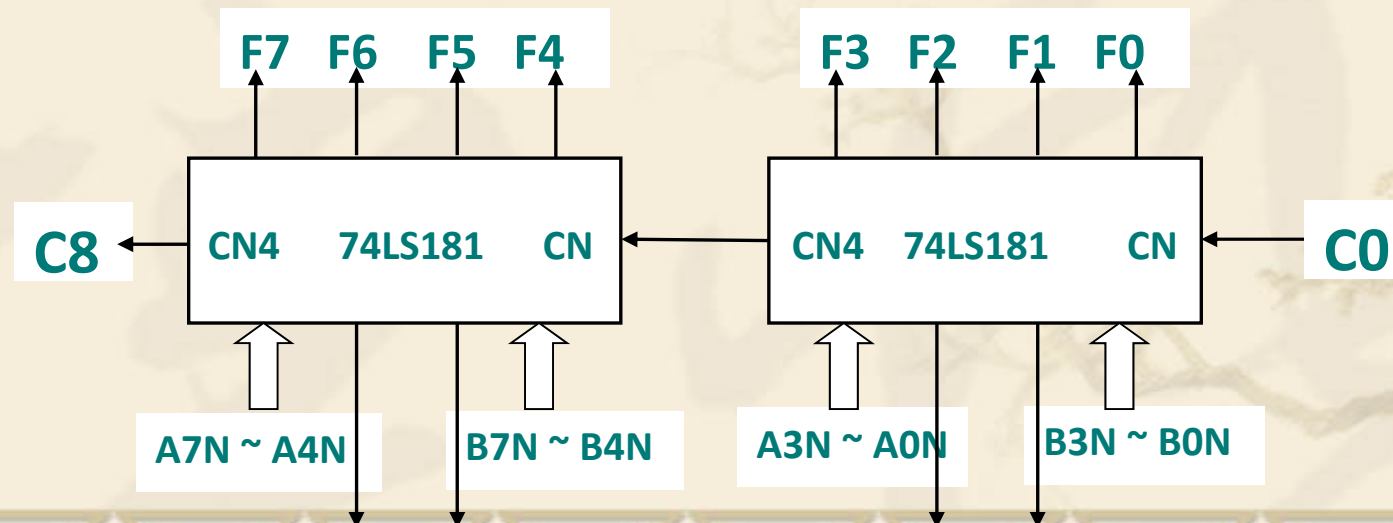 F7 F6 F5 F4 F3 F2 F1 F0
C8 CN4 74LS181 CN CN4 74LS181 CN C0
A7N ~ A4N B7N ~ B4N A3N ~ A0N B3N ~ B0N